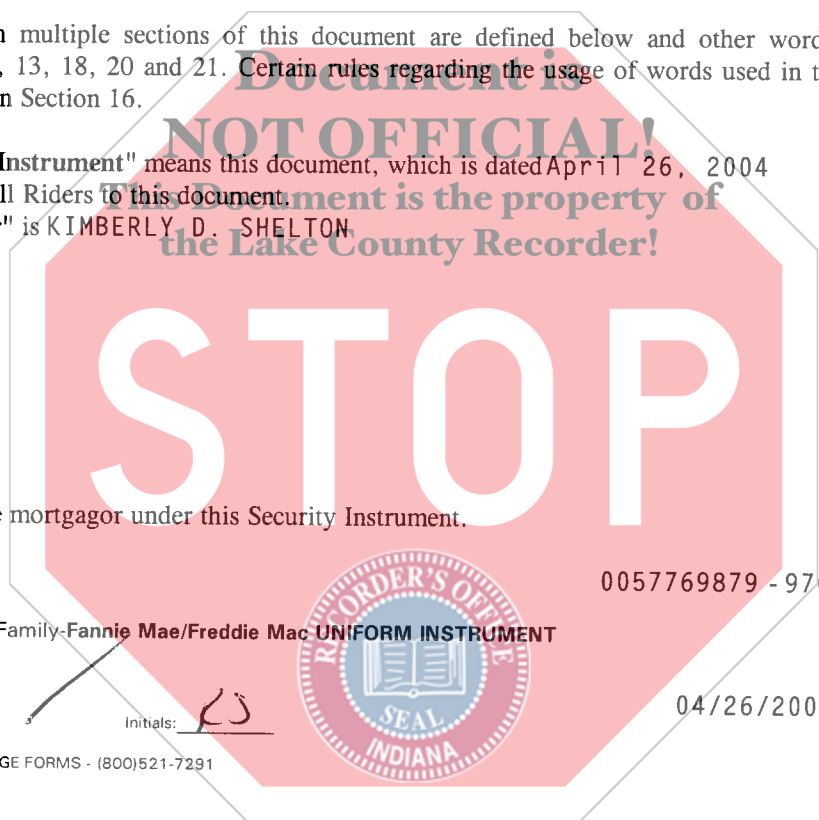 multiple sections of this document are defined below and other word
, 13, 18, 20 and 21. Certain rules regarding the usage of words used in t
n Section 16.
Document is
NOT OFFICIAL!
Instrument" means this document, which is dated April 26, 2004
ll Riders to this document.
This Document is the property of
" is KIMBERLY D. SHELTON
the Lake County Recorder!
STOP
mortgagor under this Security Instrument.
0057769879 - 97
RECORDER'S OFFICE
Family-Fannie Mae/Freddie Mac UNIFORM INSTRUMENT
SEAL
INDIANA
Initials:
04/26/200
GE FORMS - (800)521-7291